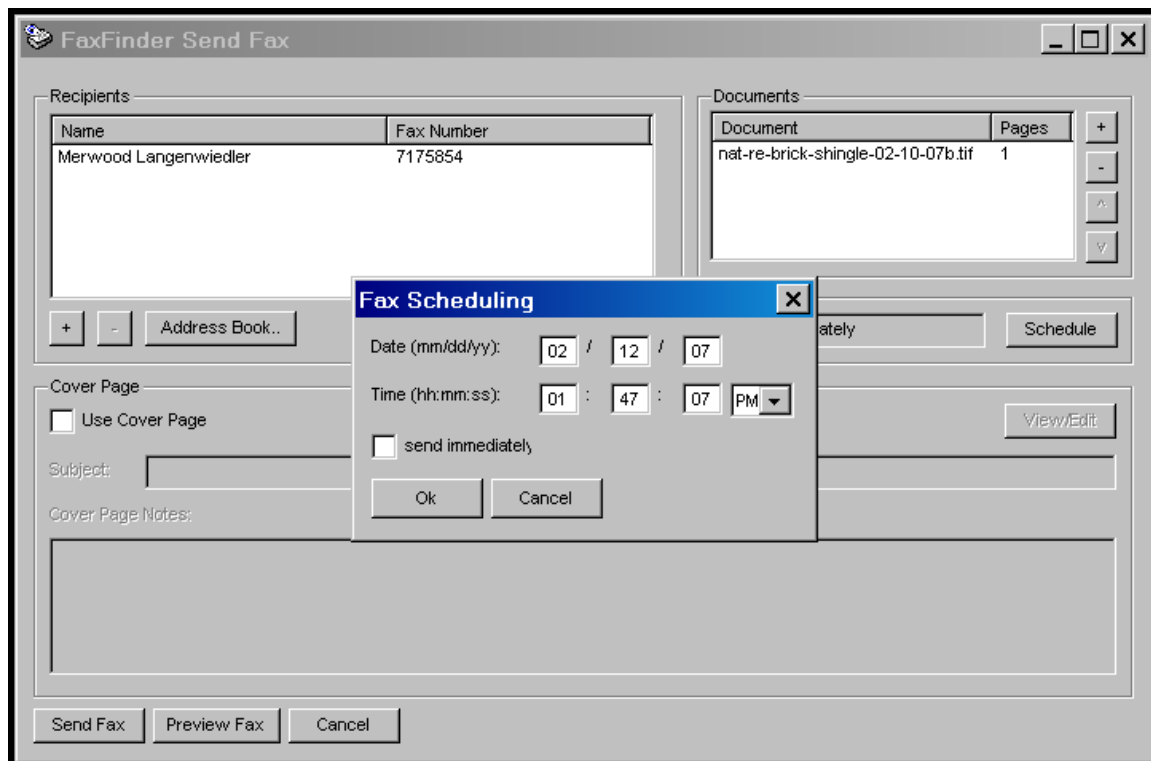 FaxFinder Send Fax
Recipients
Name Fax Number
Merwood Langenwiedler 7175854
+ - Address Book..
Documents
Document Pages
nat-re-brick-shingle-02-10-07b.tif 1
+
-
^
v
ately Schedule
Fax Scheduling
Date (mm/dd/yy): 02 / 12 / 07
Time (hh:mm:ss): 01 : 47 : 07 PM
send immediately
Ok Cancel
Cover Page
Use Cover Page View/Edit
Subject:
Cover Page Notes:
Send Fax Preview Fax Cancel